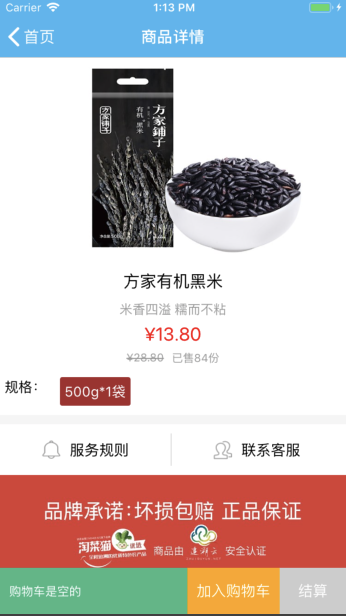 Carrier 1:13 PM
首页 商品详情
方家铺子
有机黑米
方家铺子
方家有机黑米
米香四溢 糯而不粘
¥13.80
¥28.80 已售84份
规格：
500g*1袋
服务规则 联系客服
品牌承诺:坏损包赔 正品保证
淘菜猫 优选 商品由 安全认证
购物车是空的 加入购物车 结算